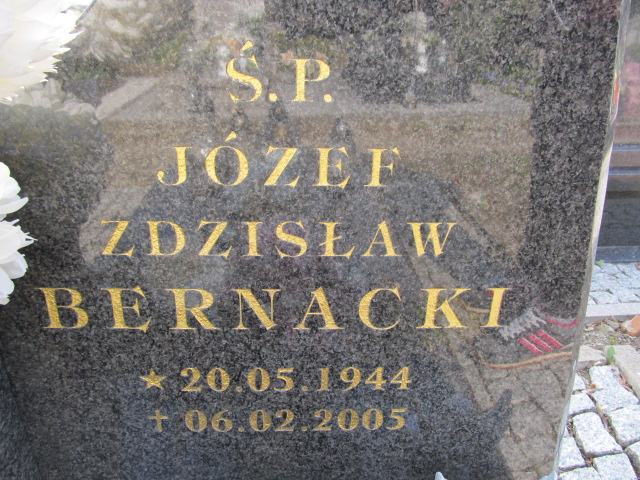 Ś.P.
JÓZEF
ZDZISŁAW
BERNACKI
★ 20.05.1944
† 06.02.2005